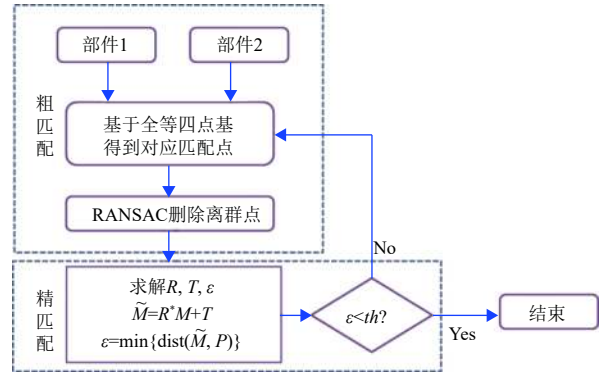 部件1
部件2
粗匹配
基于全等四点基
得到对应匹配点
RANSAC删除离群点
No
精匹配
求解R, T, ε
M̃=R*M+T
ε=min{dist(M̃, P)}
ε<th?
Yes
结束